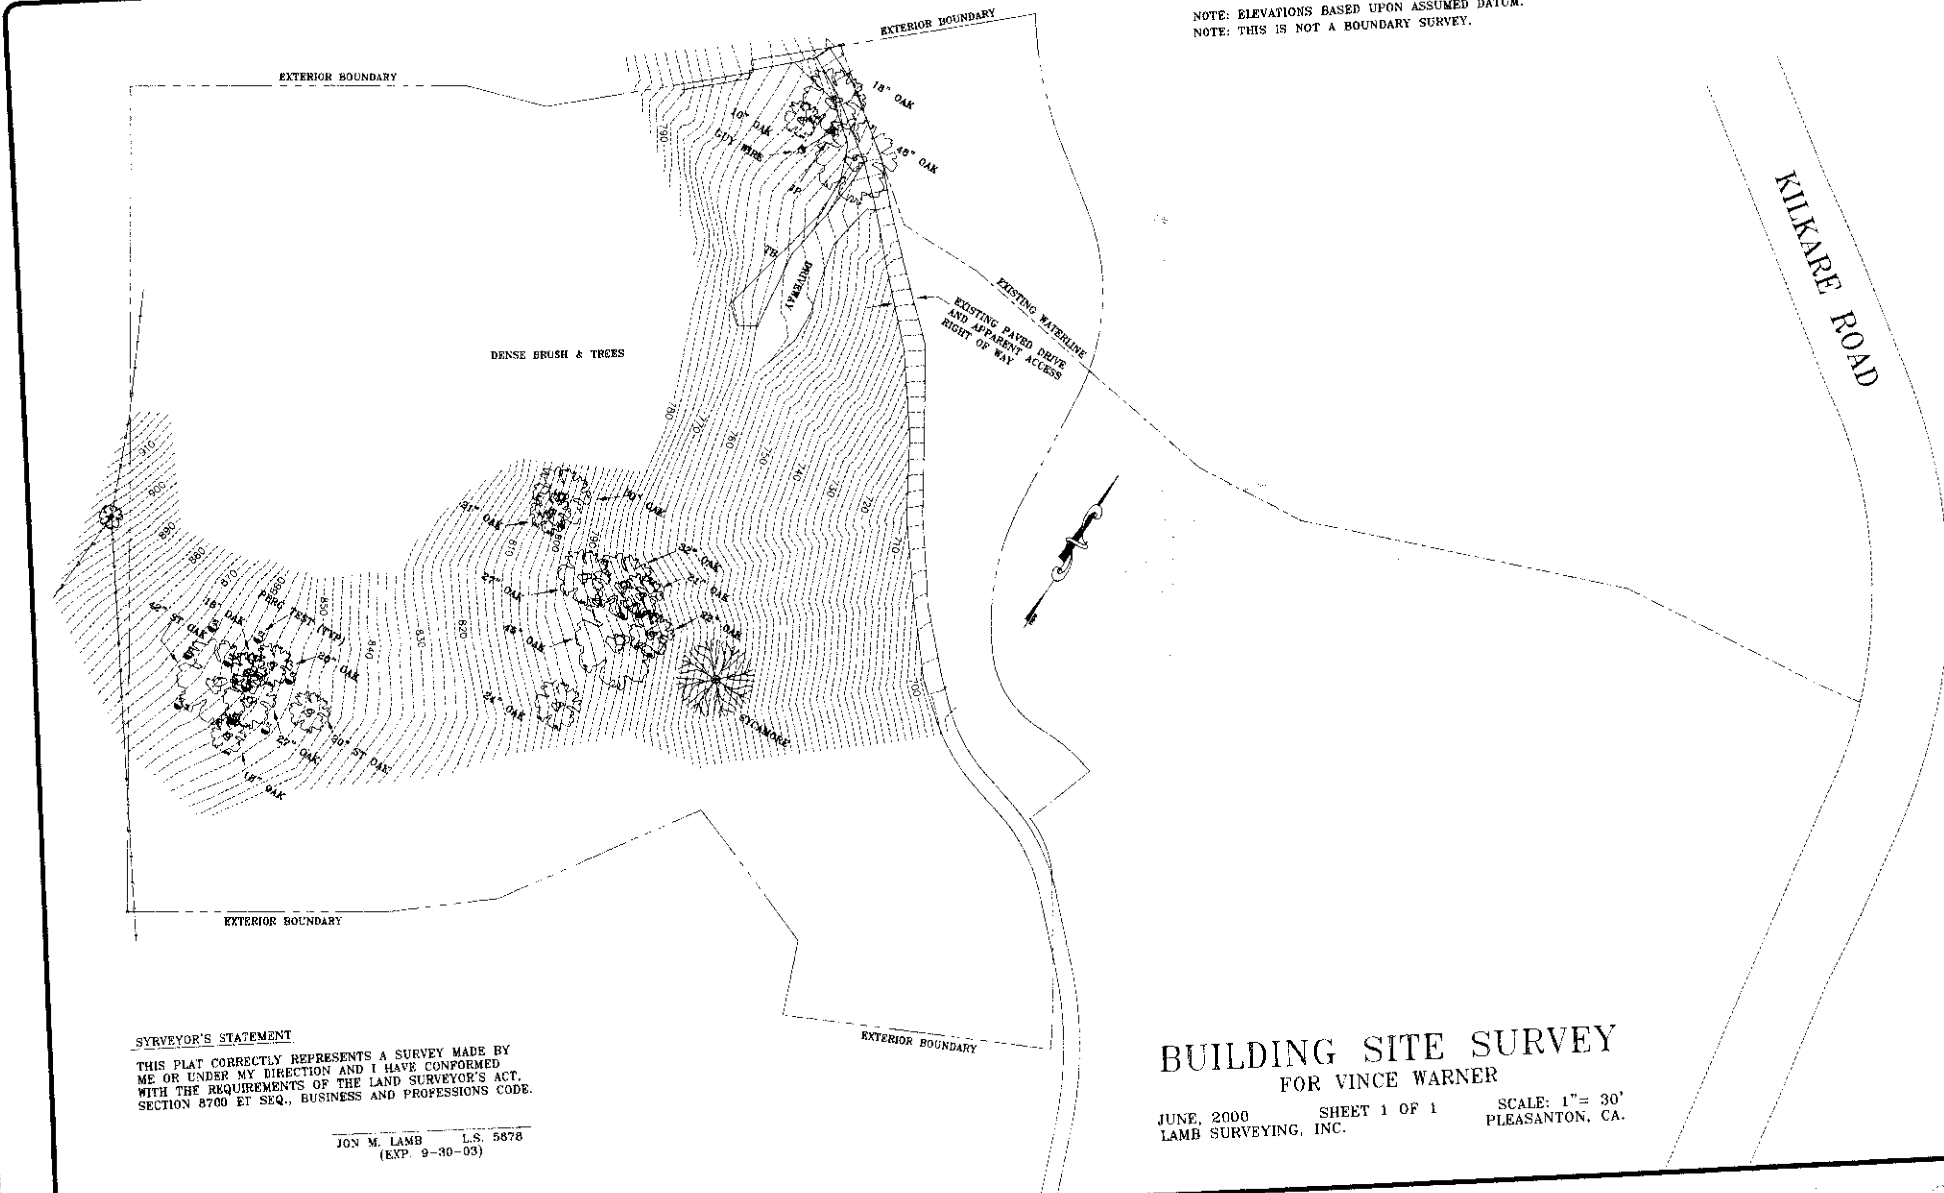 NOTE: ELEVATIONS BASED UPON ASSUMED DATUM.
NOTE: THIS IS NOT A BOUNDARY SURVEY.
EXTERIOR BOUNDARY
EXTERIOR BOUNDARY
18" OAK
10" OAK
GUY WIRE
48" OAK
790
JP
TB
DRIVEWAY
EXISTING WATERLINE
EXISTING PAVED DRIVE
AND APPARENT ACCESS
RIGHT OF WAY
KILKARE ROAD
DENSE BRUSH & TREES
780
770
760
750
740
730
720
710
700
910
900
890
880
870
860
850
840
830
820
810
800
790
21" OAK
30" OAK
32" OAK
27" OAK
21" OAK
22" OAK
48" OAK
24" OAK
SYCAMORE
42"
ST OAK
18" OAK
PERC TEST (TYP)
20" OAK
27" OAK
30" ST OAK
18" OAK
EXTERIOR BOUNDARY
EXTERIOR BOUNDARY
SYRVEYOR'S STATEMENT
THIS PLAT CORRECTLY REPRESENTS A SURVEY MADE BY
ME OR UNDER MY DIRECTION AND I HAVE CONFORMED
WITH THE REQUIREMENTS OF THE LAND SURVEYOR'S ACT,
SECTION 8700 ET SEQ., BUSINESS AND PROFESSIONS CODE.
JON M. LAMB L.S. 5878
(EXP. 9-30-03)
BUILDING SITE SURVEY
FOR VINCE WARNER
JUNE, 2000 SHEET 1 OF 1 SCALE: 1"= 30'
LAMB SURVEYING, INC. PLEASANTON, CA.